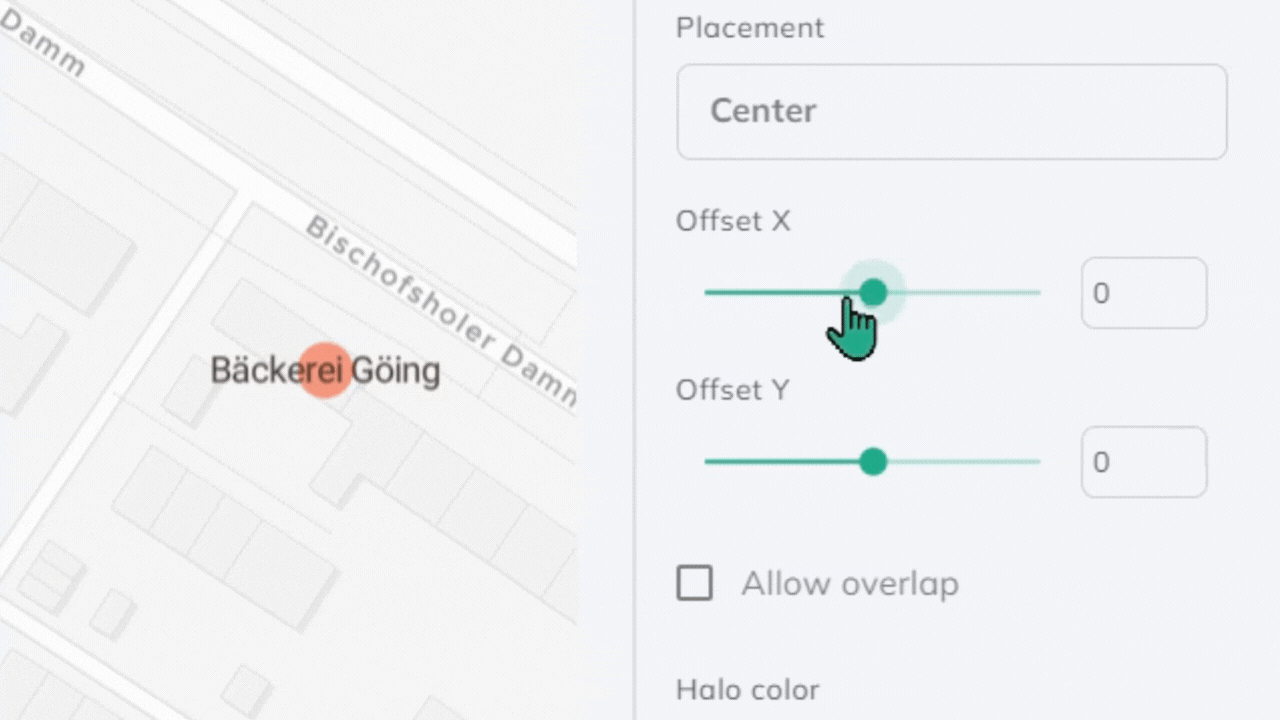 Damm
Bischofsholer Damm
Bäckerei Göing
Placement
Center
Offset X
0
Offset Y
0
Allow overlap
Halo color